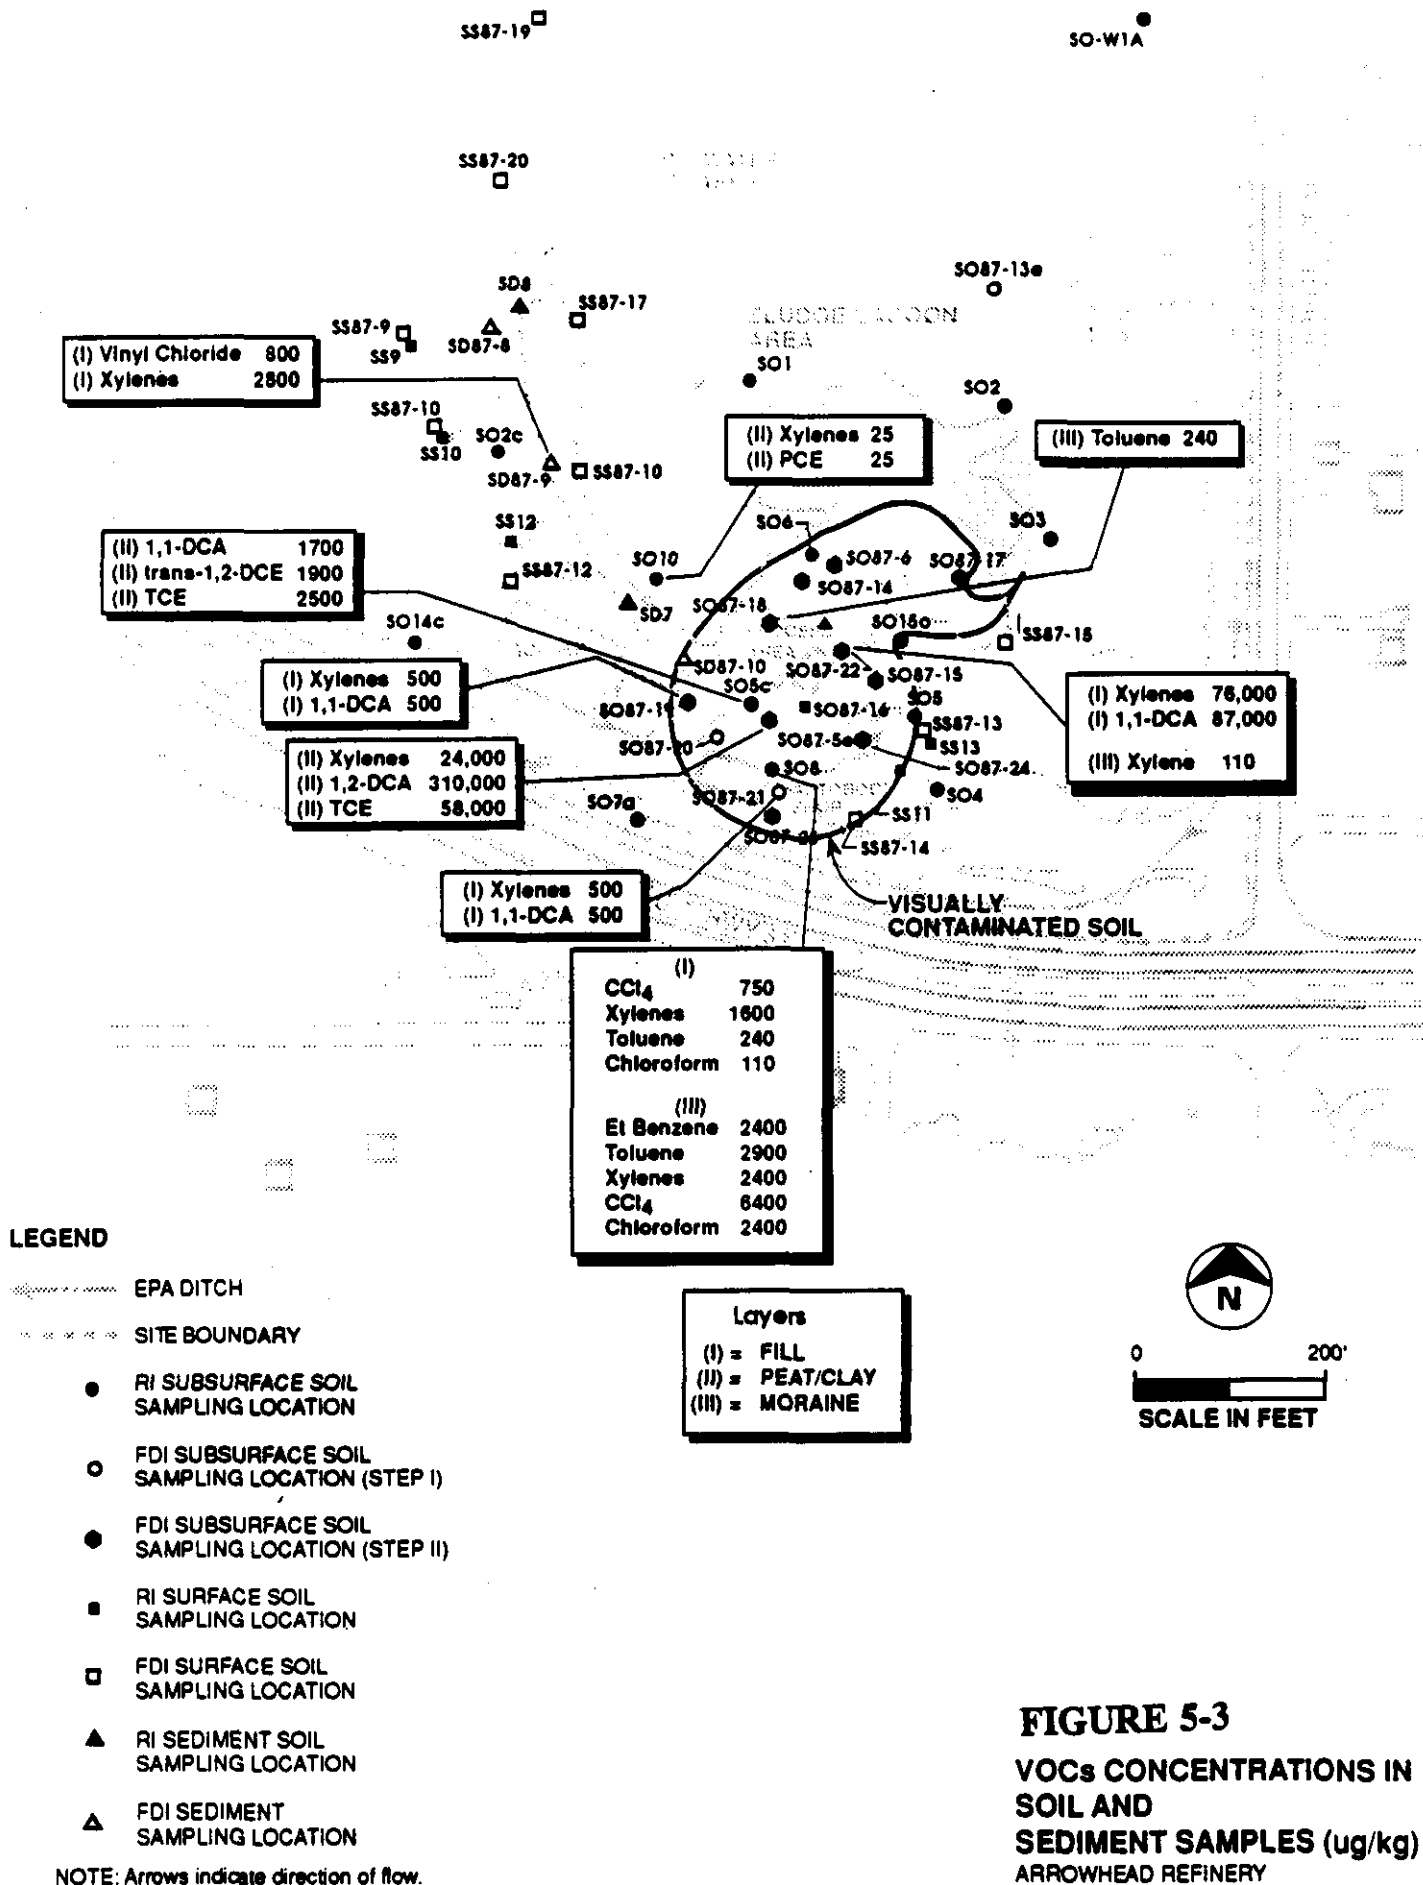 SS87-19
SO-W1A
SS87-20
SO87-13e
SD8
SS87-17
SS87-9
SD87-8
SS9
SLUDGE LAGOON
AREA
(I) Vinyl Chloride 800
(I) Xylenes 2800
SO1
SO2
SS87-10
SS10
SO2c
SD87-9
SS87-10
(II) Xylenes 25
(II) PCE 25
(III) Toluene 240
SS12
SO6
SO3
(II) 1,1-DCA 1700
(II) trans-1,2-DCE 1900
(II) TCE 2500
SO10
SO87-6
SO87-17
SS87-12
SO87-14
SD7
SO87-18
SO14c
SO15c
SS87-15
SD87-10
SO87-22
SO87-15
(I) Xylenes 500
(I) 1,1-DCA 500
SO5c
SO5
(I) Xylenes 76,000
(I) 1,1-DCA 87,000
(III) Xylene 110
SO87-19
SO87-16
SS87-13
SO87-20
SO87-5e
SS13
(II) Xylenes 24,000
(II) 1,2-DCA 310,000
(II) TCE 58,000
SO8
SO87-24
SO87-21
SO4
SO7a
SS11
SS87-14
(I) Xylenes 500
(I) 1,1-DCA 500
VISUALLY
CONTAMINATED SOIL
(I)
CCl4 750
Xylenes 1600
Toluene 240
Chloroform 110
(III)
Et Benzene 2400
Toluene 2900
Xylenes 2400
CCl4 6400
Chloroform 2400
LEGEND
EPA DITCH
SITE BOUNDARY
RI SUBSURFACE SOIL
SAMPLING LOCATION
FDI SUBSURFACE SOIL
SAMPLING LOCATION (STEP I)
FDI SUBSURFACE SOIL
SAMPLING LOCATION (STEP II)
RI SURFACE SOIL
SAMPLING LOCATION
FDI SURFACE SOIL
SAMPLING LOCATION
RI SEDIMENT SOIL
SAMPLING LOCATION
FDI SEDIMENT
SAMPLING LOCATION
NOTE: Arrows indicate direction of flow.
Layers
(I) = FILL
(II) = PEAT/CLAY
(III) = MORAINE
N
0 200'
SCALE IN FEET
FIGURE 5-3
VOCs CONCENTRATIONS IN
SOIL AND
SEDIMENT SAMPLES (ug/kg)
ARROWHEAD REFINERY